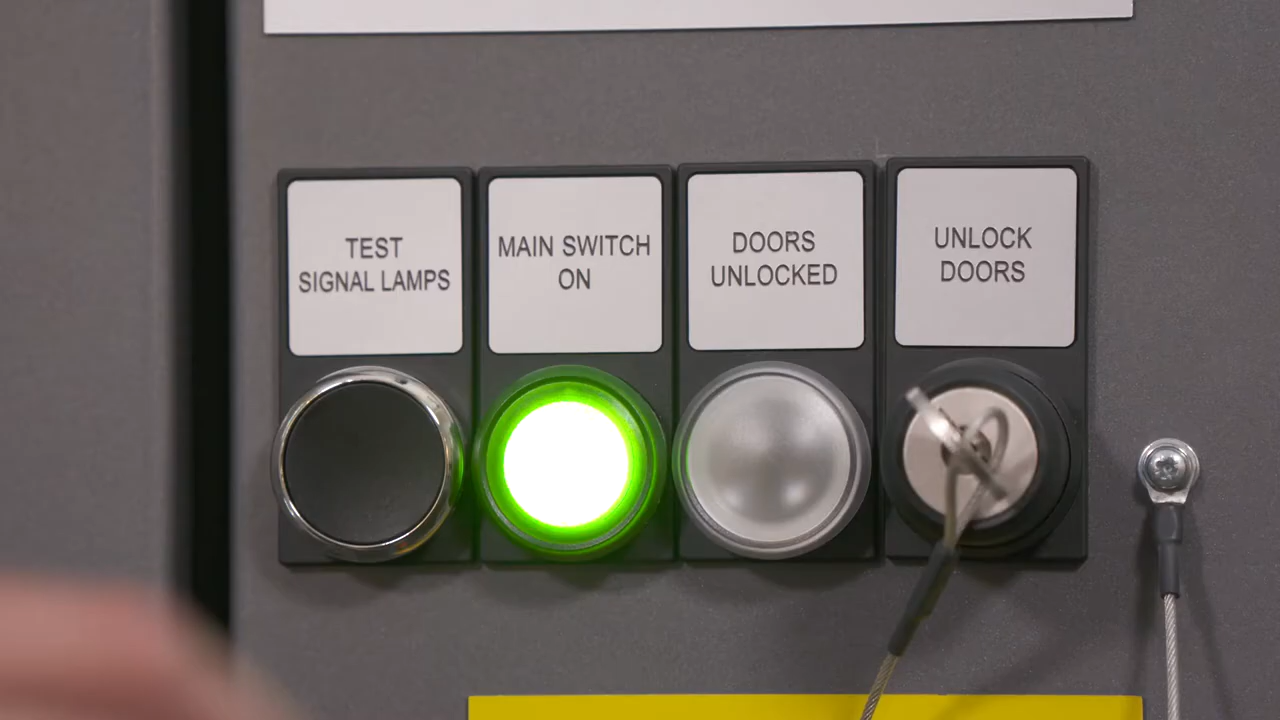 TEST
SIGNAL LAMPS
MAIN SWITCH
ON
DOORS
UNLOCKED
UNLOCK
DOORS